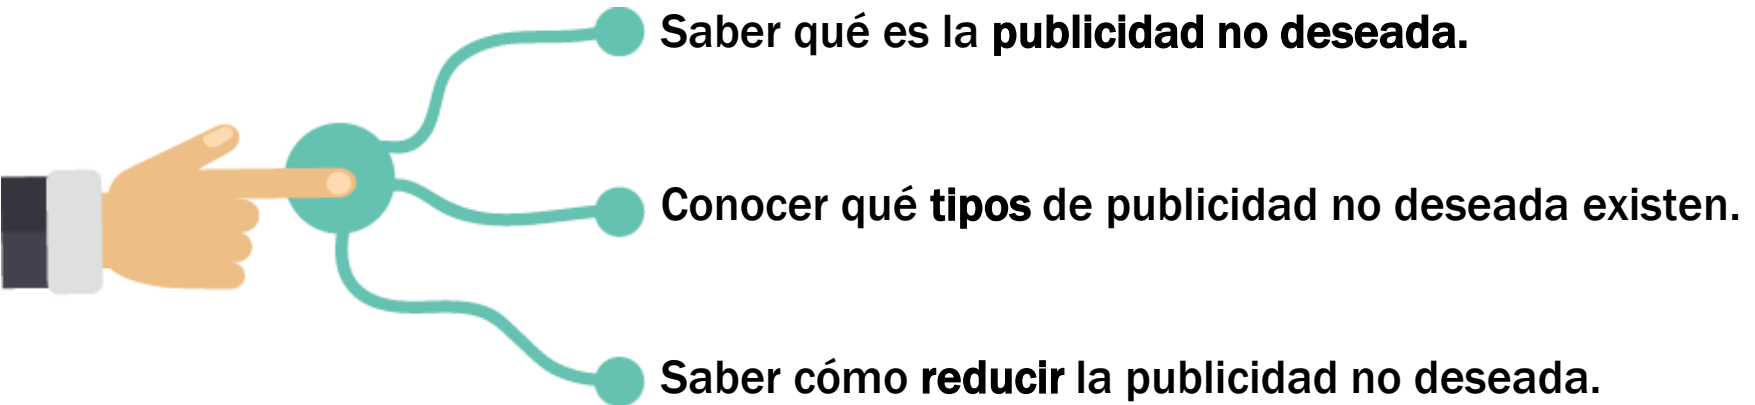 Saber qué es la publicidad no deseada.
Conocer qué tipos de publicidad no deseada existen.
Saber cómo reducir la publicidad no deseada.